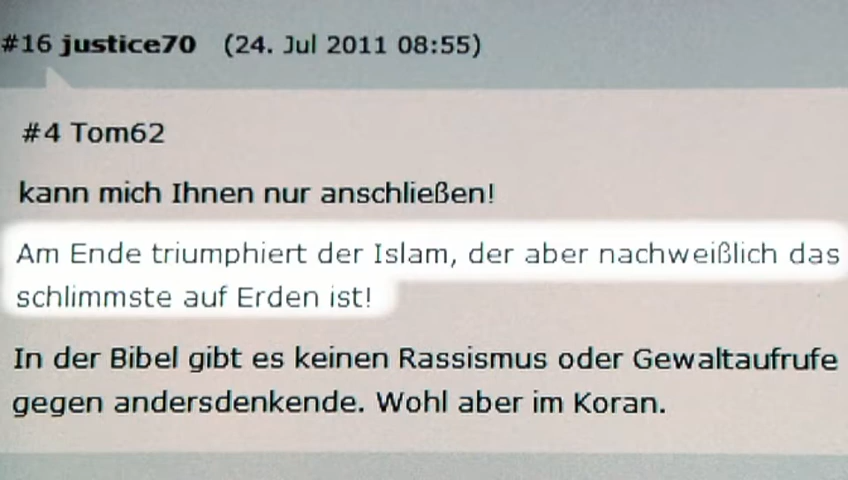 #16 justice70 (24. Jul 2011 08:55)
#4 Tom62
kann mich Ihnen nur anschließen!
Am Ende triumphiert der Islam, der aber nachweißlich das
schlimmste auf Erden ist!
In der Bibel gibt es keinen Rassismus oder Gewaltaufrufe
gegen andersdenkende. Wohl aber im Koran.